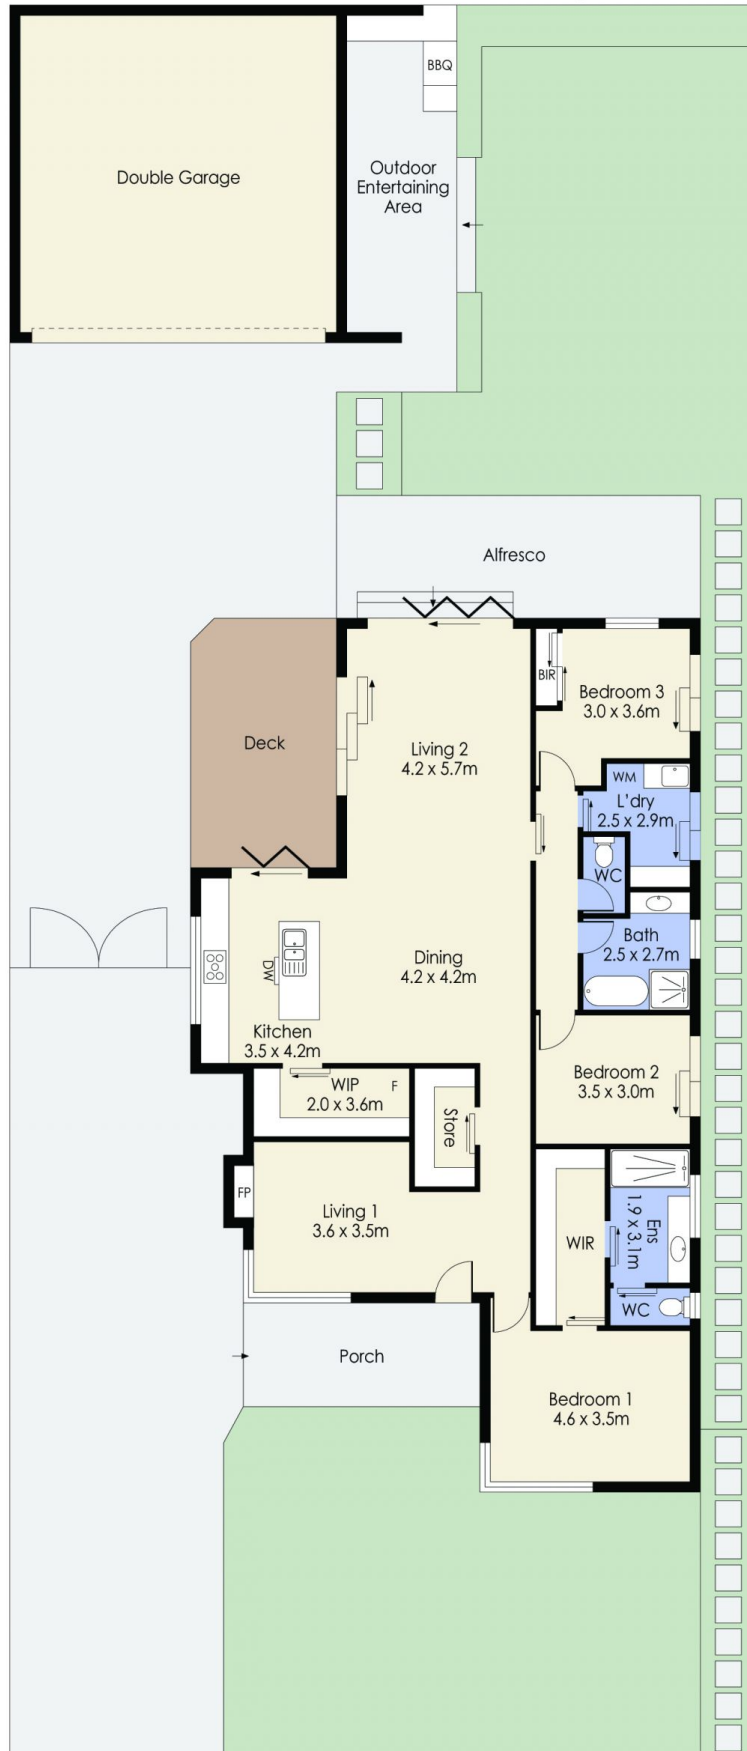 BBQ
Double Garage
Outdoor
Entertaining
Area
Alfresco
BIR
Bedroom 3
3.0 x 3.6m
Deck
Living 2
4.2 x 5.7m
WM
L'dry
2.5 x 2.9m
WC
Bath
2.5 x 2.7m
DW
Dining
4.2 x 4.2m
Kitchen
3.5 x 4.2m
WIP
2.0 x 3.6m
F
Store
Bedroom 2
3.5 x 3.0m
FP
Living 1
3.6 x 3.5m
WIR
Ens
1.9 x 3.1m
WC
Porch
Bedroom 1
4.6 x 3.5m